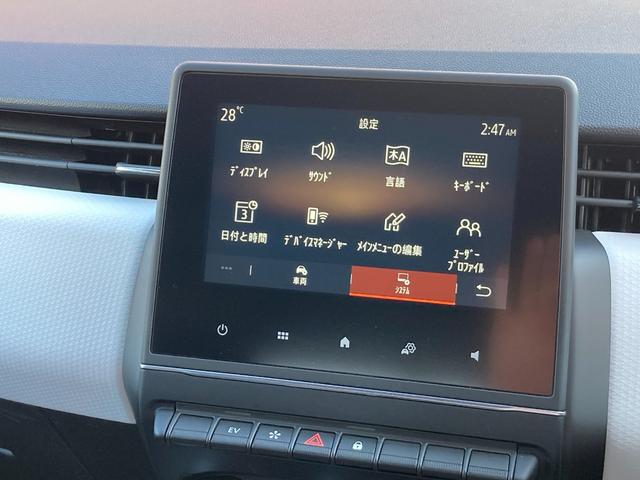 28℃ 設定 2:47AM
ディスプレイ サウンド 言語 キーボード
日付と時間 デバイスマネージャー メインメニューの編集 ユーザー
プロファイル
車両 システム
EV